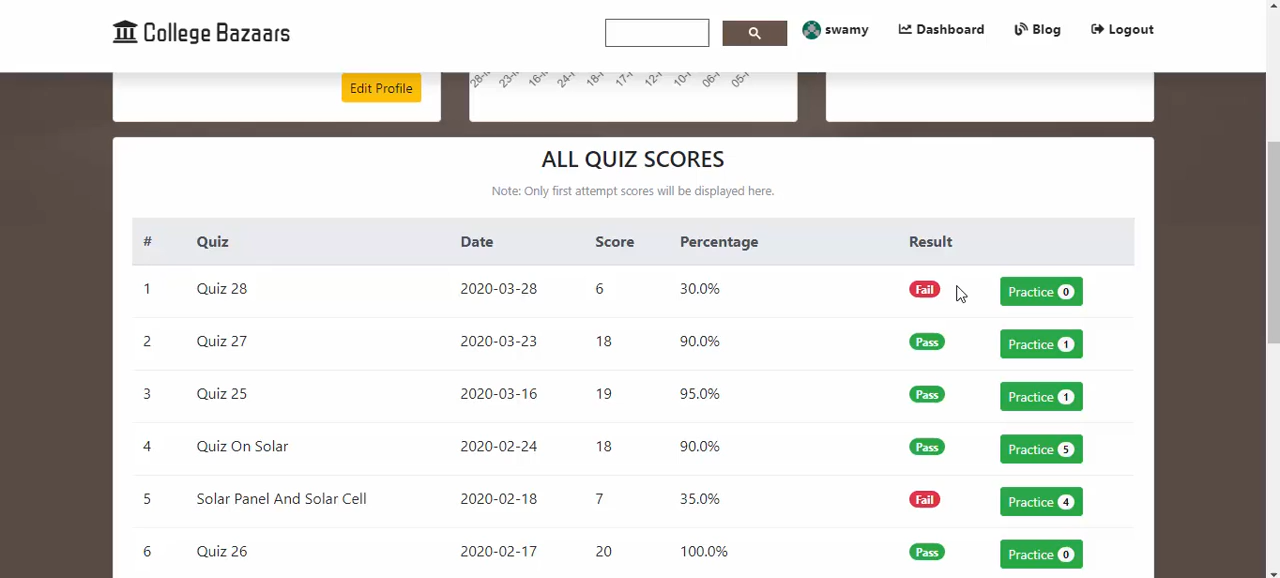 College Bazaars
swamy
Dashboard
Blog
Logout
Edit Profile
ALL QUIZ SCORES
Note: Only first attempt scores will be displayed here.
# Quiz Date Score Percentage Result
1 Quiz 28 2020-03-28 6 30.0% Fail Practice 0
2 Quiz 27 2020-03-23 18 90.0% Pass Practice 1
3 Quiz 25 2020-03-16 19 95.0% Pass Practice 1
4 Quiz On Solar 2020-02-24 18 90.0% Pass Practice 5
5 Solar Panel And Solar Cell 2020-02-18 7 35.0% Fail Practice 4
6 Quiz 26 2020-02-17 20 100.0% Pass Practice 0